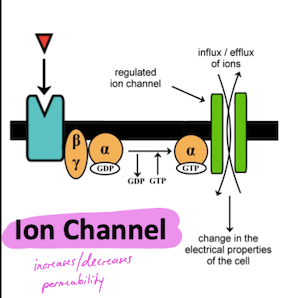 influx / efflux
of ions
regulated
ion channel
β
γ
α
GDP
GDP GTP
α
GTP
Ion Channel
increases/decreases
permeability
change in the
electrical properties
of the cell